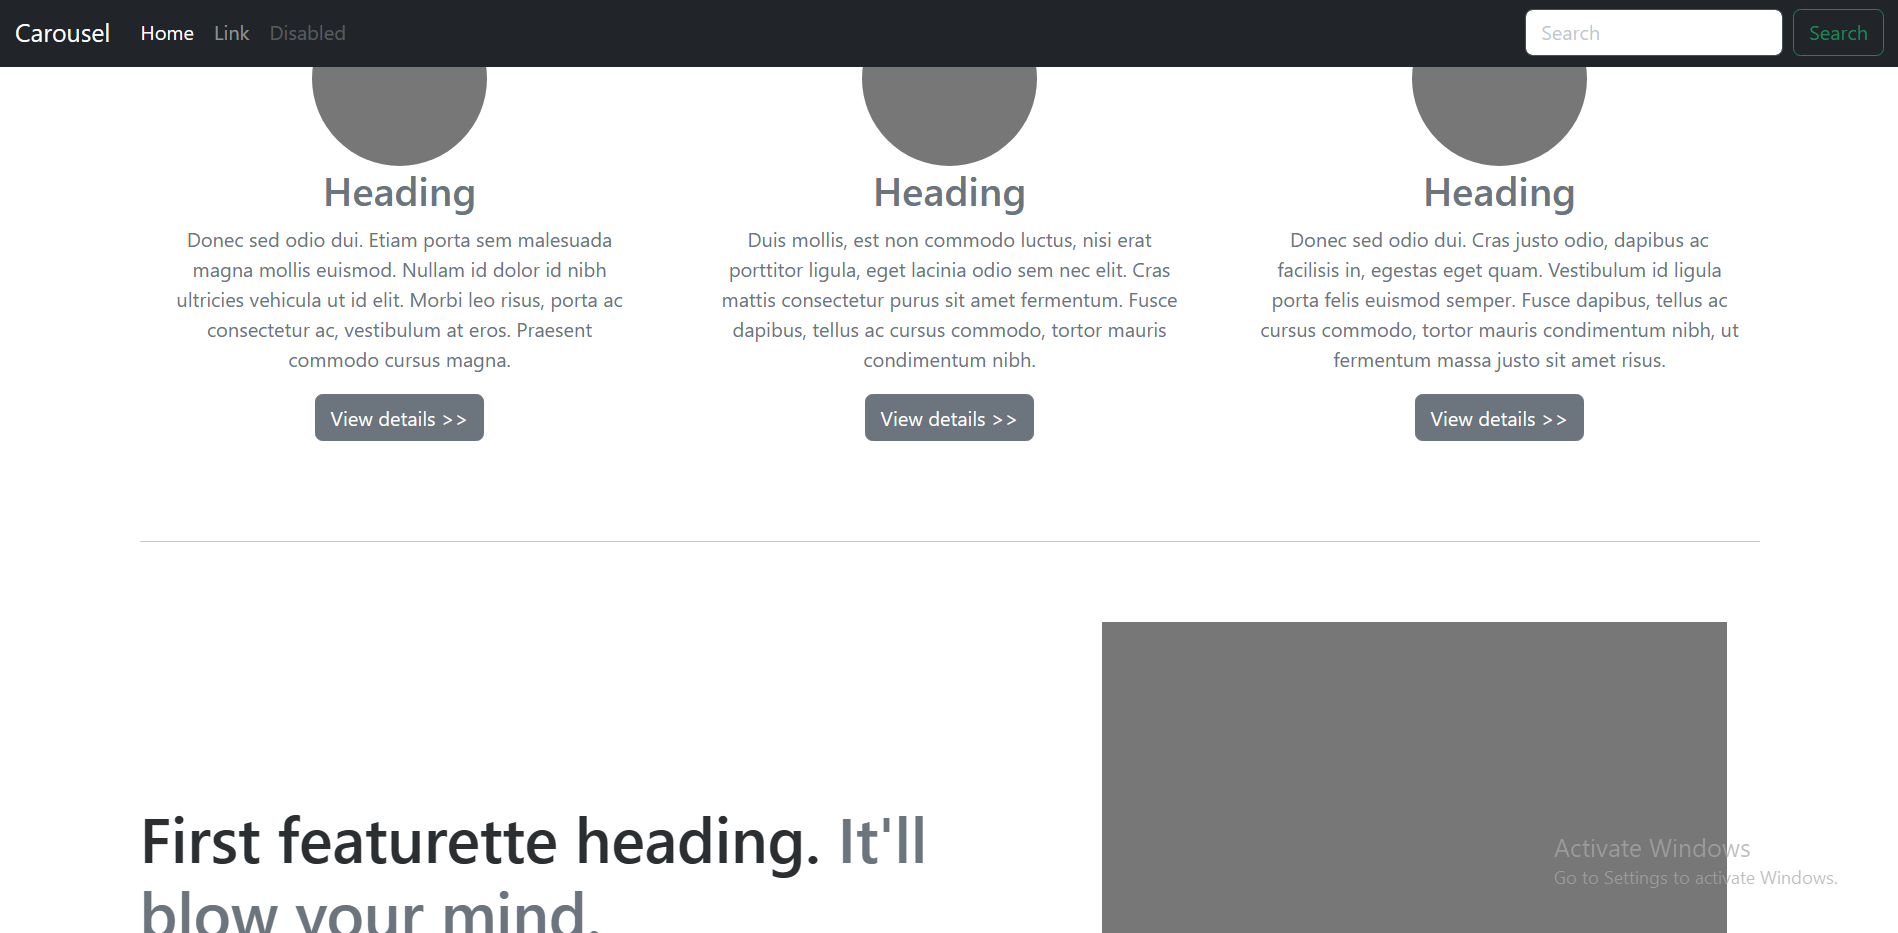 Carousel Home Link Disabled Search Search
Heading
Donec sed odio dui. Etiam porta sem malesuada
magna mollis euismod. Nullam id dolor id nibh
ultricies vehicula ut id elit. Morbi leo risus, porta ac
consectetur ac, vestibulum at eros. Praesent
commodo cursus magna.
View details >>
Heading
Duis mollis, est non commodo luctus, nisi erat
porttitor ligula, eget lacinia odio sem nec elit. Cras
mattis consectetur purus sit amet fermentum. Fusce
dapibus, tellus ac cursus commodo, tortor mauris
condimentum nibh.
View details >>
Heading
Donec sed odio dui. Cras justo odio, dapibus ac
facilisis in, egestas eget quam. Vestibulum id ligula
porta felis euismod semper. Fusce dapibus, tellus ac
cursus commodo, tortor mauris condimentum nibh, ut
fermentum massa justo sit amet risus.
View details >>
First featurette heading. It'll
blow your mind.
Activate Windows
Go to Settings to activate Windows.